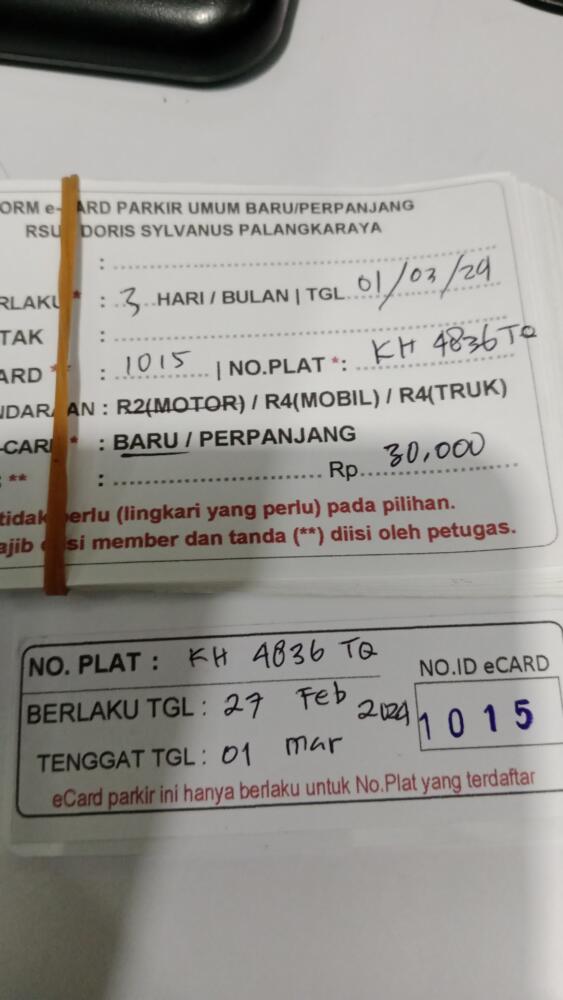 ORM e- ARD PARKIR UMUM BARU/PERPANJANG
RSU DORIS SYLVANUS PALANGKARAYA
:
RLAKU * : 3 HARI / BULAN | TGL. 01/03/24
TAK :
ARD ** : 1015 | NO.PLAT *: KH 4836 TQ
NDARAAN : R2(MOTOR) / R4(MOBIL) / R4(TRUK)
-CARD * : BARU / PERPANJANG
** : Rp. 30,000
tidak perlu (lingkari yang perlu) pada pilihan.
ajib diisi member dan tanda (**) diisi oleh petugas.
NO. PLAT : KH 4836 TQ
NO.ID eCARD
BERLAKU TGL : 27 Feb 2024
1015
TENGGAT TGL : 01 mar
eCard parkir ini hanya berlaku untuk No.Plat yang terdaftar